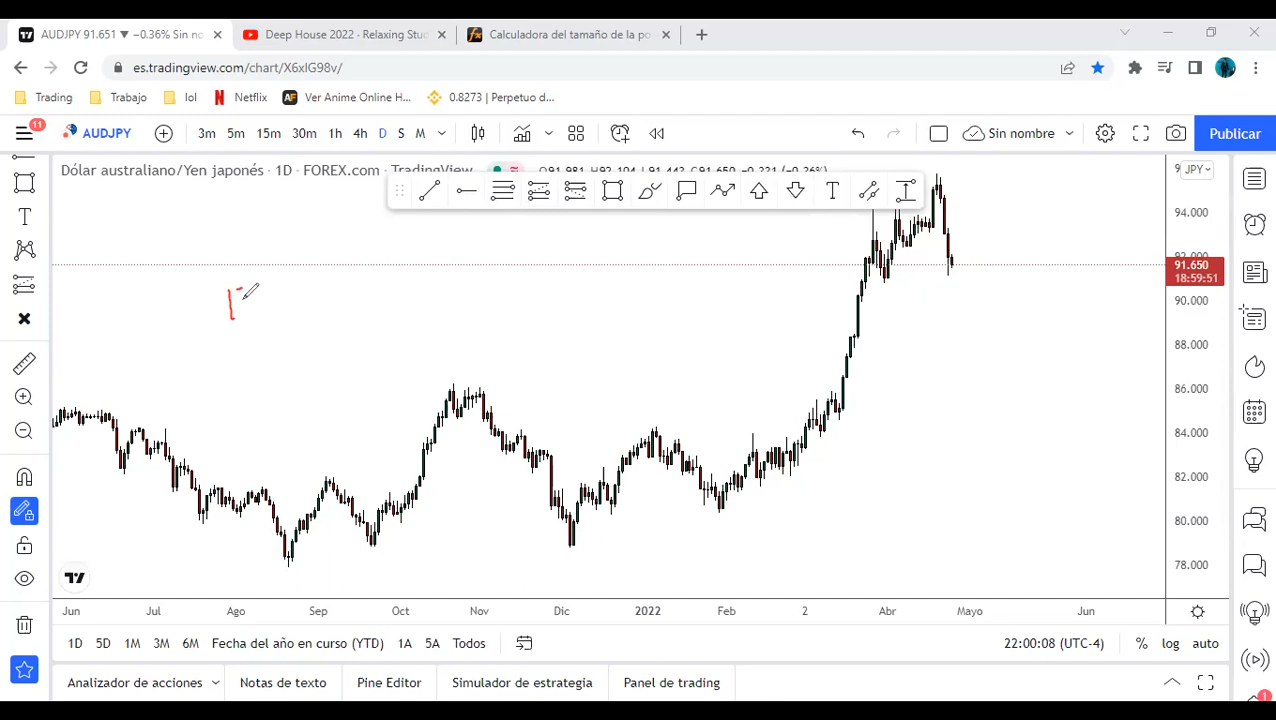 AUDJPY 91.651 ▼ −0.36% Sin no
Deep House 2022 - Relaxing Stud
Calculadora del tamaño de la po
es.tradingview.com/chart/X6xIG98v/
Trading
Trabajo
lol
Netflix
Ver Anime Online H...
0.8273 | Perpetuo d...
11
AUDJPY
3m 5m 15m 30m 1h 4h D S M
Sin nombre
Publicar
Dólar australiano/Yen japonés · 1D · FOREX.com · TradingView
JPY
94.000
91.650
18:59:51
90.000
88.000
86.000
84.000
82.000
80.000
78.000
Jun Jul Ago Sep Oct Nov Dic 2022 Feb 2 Abr Mayo Jun
1D 5D 1M 3M 6M Fecha del año en curso (YTD) 1A 5A Todos
22:00:08 (UTC-4) % log auto
Analizador de acciones Notas de texto Pine Editor Simulador de estrategia Panel de trading
1